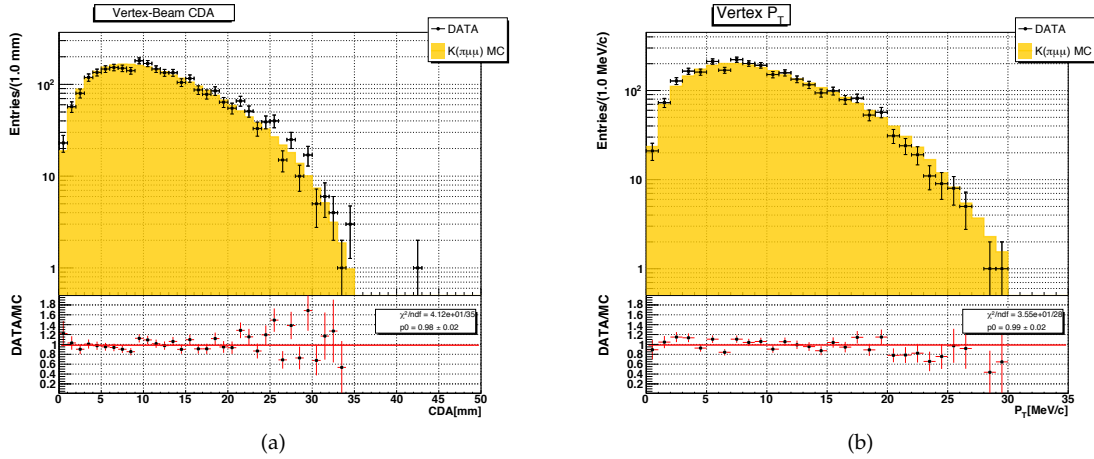 Vertex-Beam CDA
DATA
K(πμμ) MC
Entries/(1.0 mm)
10²
10
1
χ²/ndf = 4.12e+01/35
p0 = 0.98 ± 0.02
DATA/MC
1.8
1.6
1.4
1.2
1
0.8
0.6
0.4
0.2
0 5 10 15 20 25 30 35 40 45 50
CDA[mm]
(a)
Vertex P_T
DATA
K(πμμ) MC
Entries/(1.0 MeV/c)
10²
10
1
χ²/ndf = 3.55e+01/28
p0 = 0.99 ± 0.02
DATA/MC
1.8
1.6
1.4
1.2
1
0.8
0.6
0.4
0.2
0 5 10 15 20 25 30 35
P_T[MeV/c]
(b)